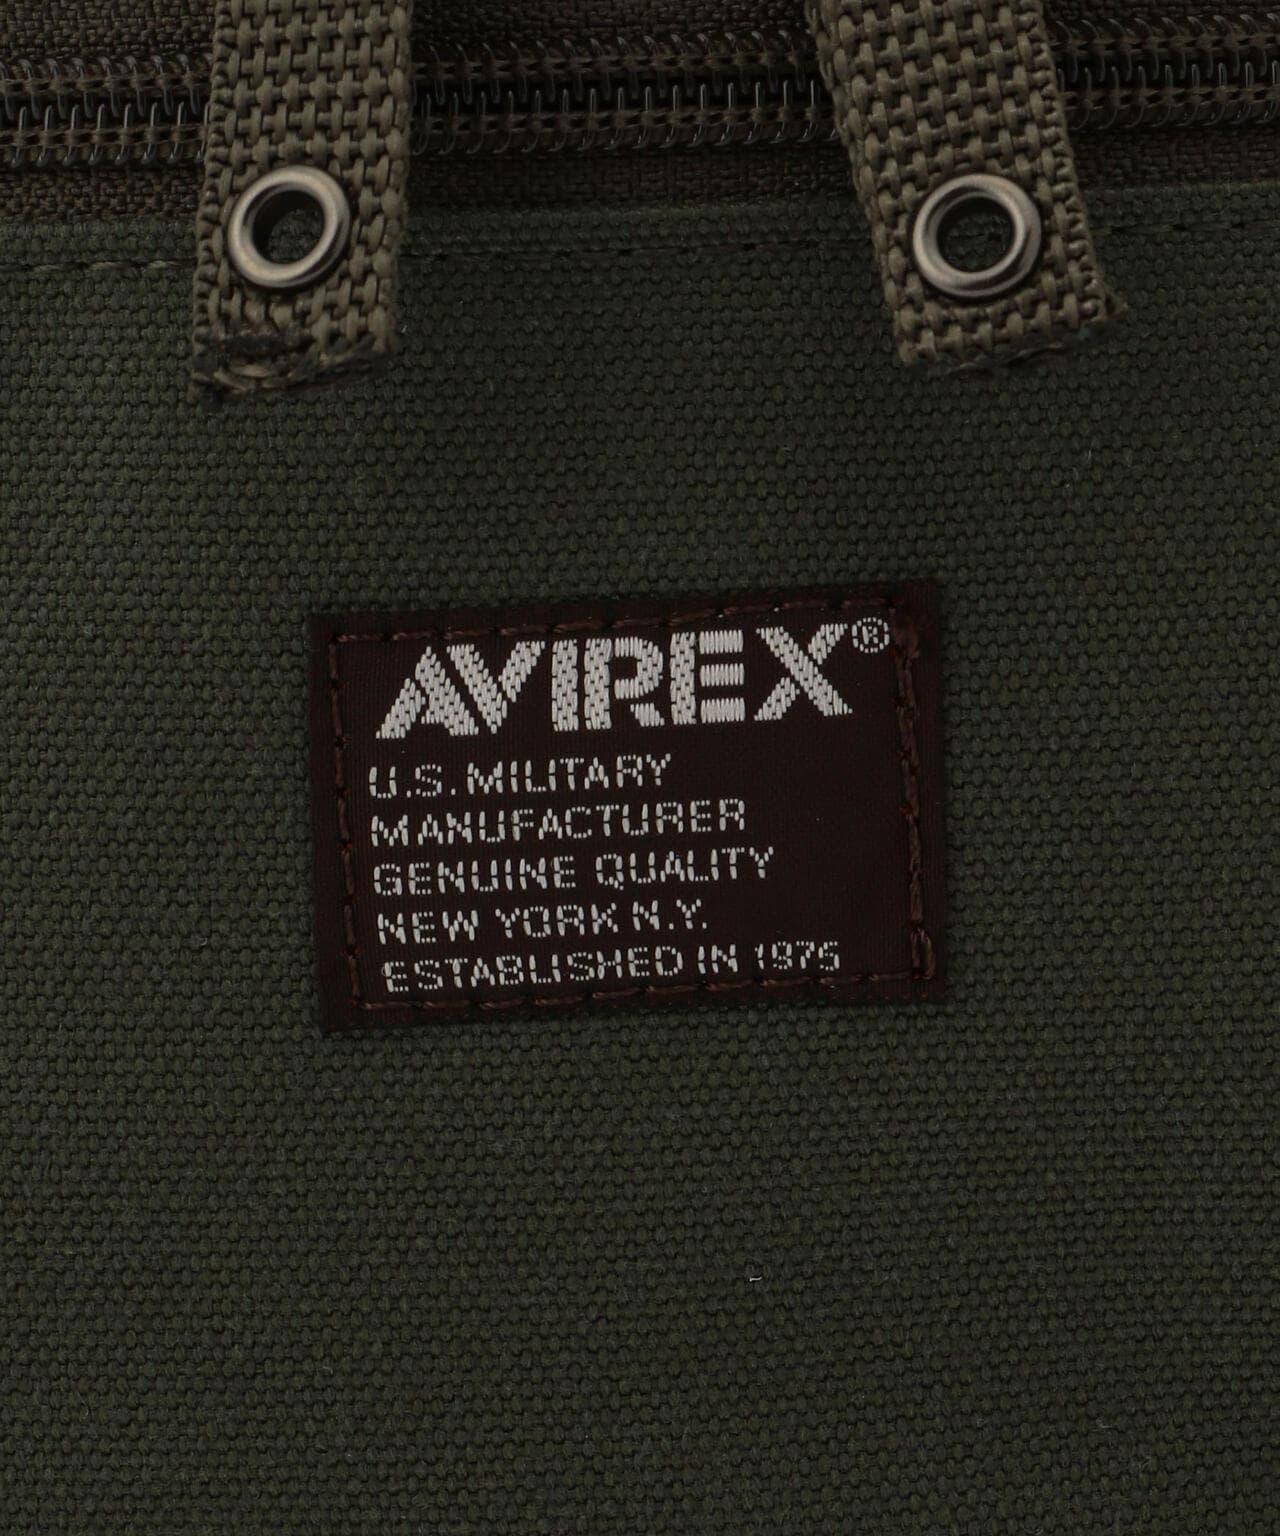 AVIREX®
U.S. MILITARY
MANUFACTURER
GENUINE QUALITY
NEW YORK N.Y.
ESTABLISHED IN 1975